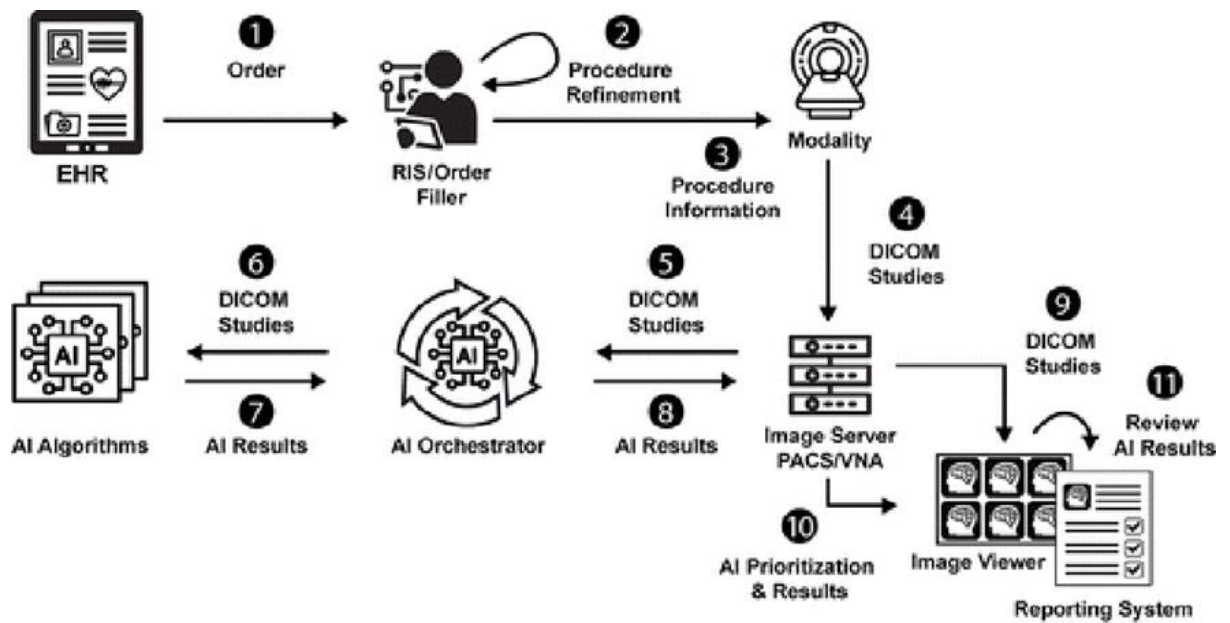 1
Order
EHR
RIS/Order
Filler
2
Procedure
Refinement
Modality
3
Procedure
Information
4
DICOM
Studies
5
DICOM
Studies
6
DICOM
Studies
AI
AI Algorithms
7
AI Results
AI
AI Orchestrator
8
AI Results
Image Server
PACS/VNA
9
DICOM
Studies
10
AI Prioritization
& Results
11
Review
AI Results
Image Viewer
Reporting System